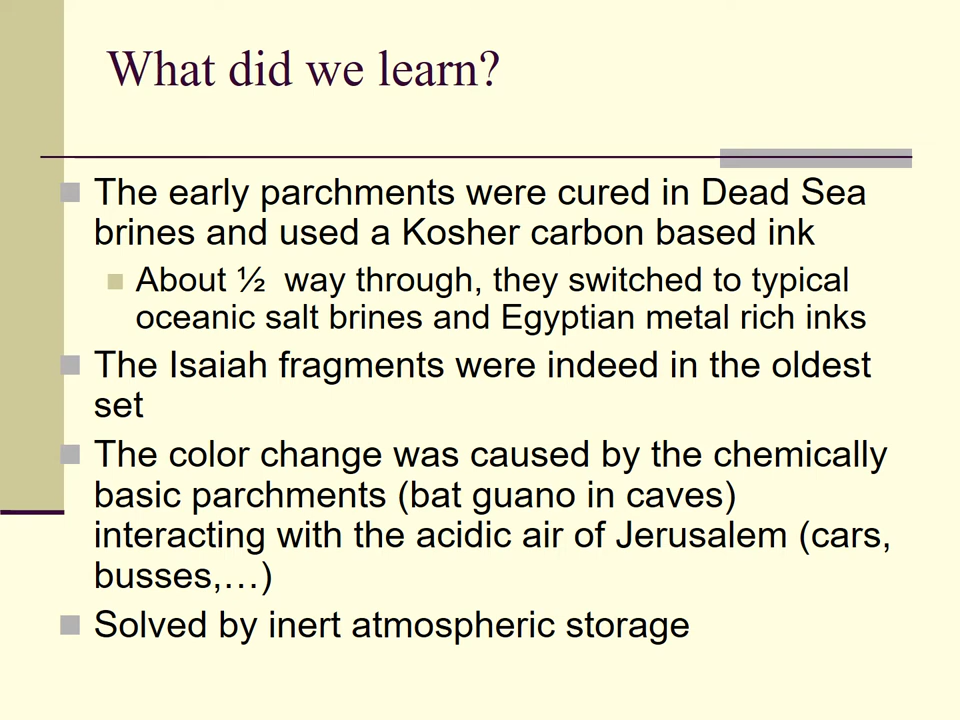 What did we learn?
The early parchments were cured in Dead Sea
brines and used a Kosher carbon based ink
About ½ way through, they switched to typical
oceanic salt brines and Egyptian metal rich inks
The Isaiah fragments were indeed in the oldest
set
The color change was caused by the chemically
basic parchments (bat guano in caves)
interacting with the acidic air of Jerusalem (cars,
busses,…)
Solved by inert atmospheric storage